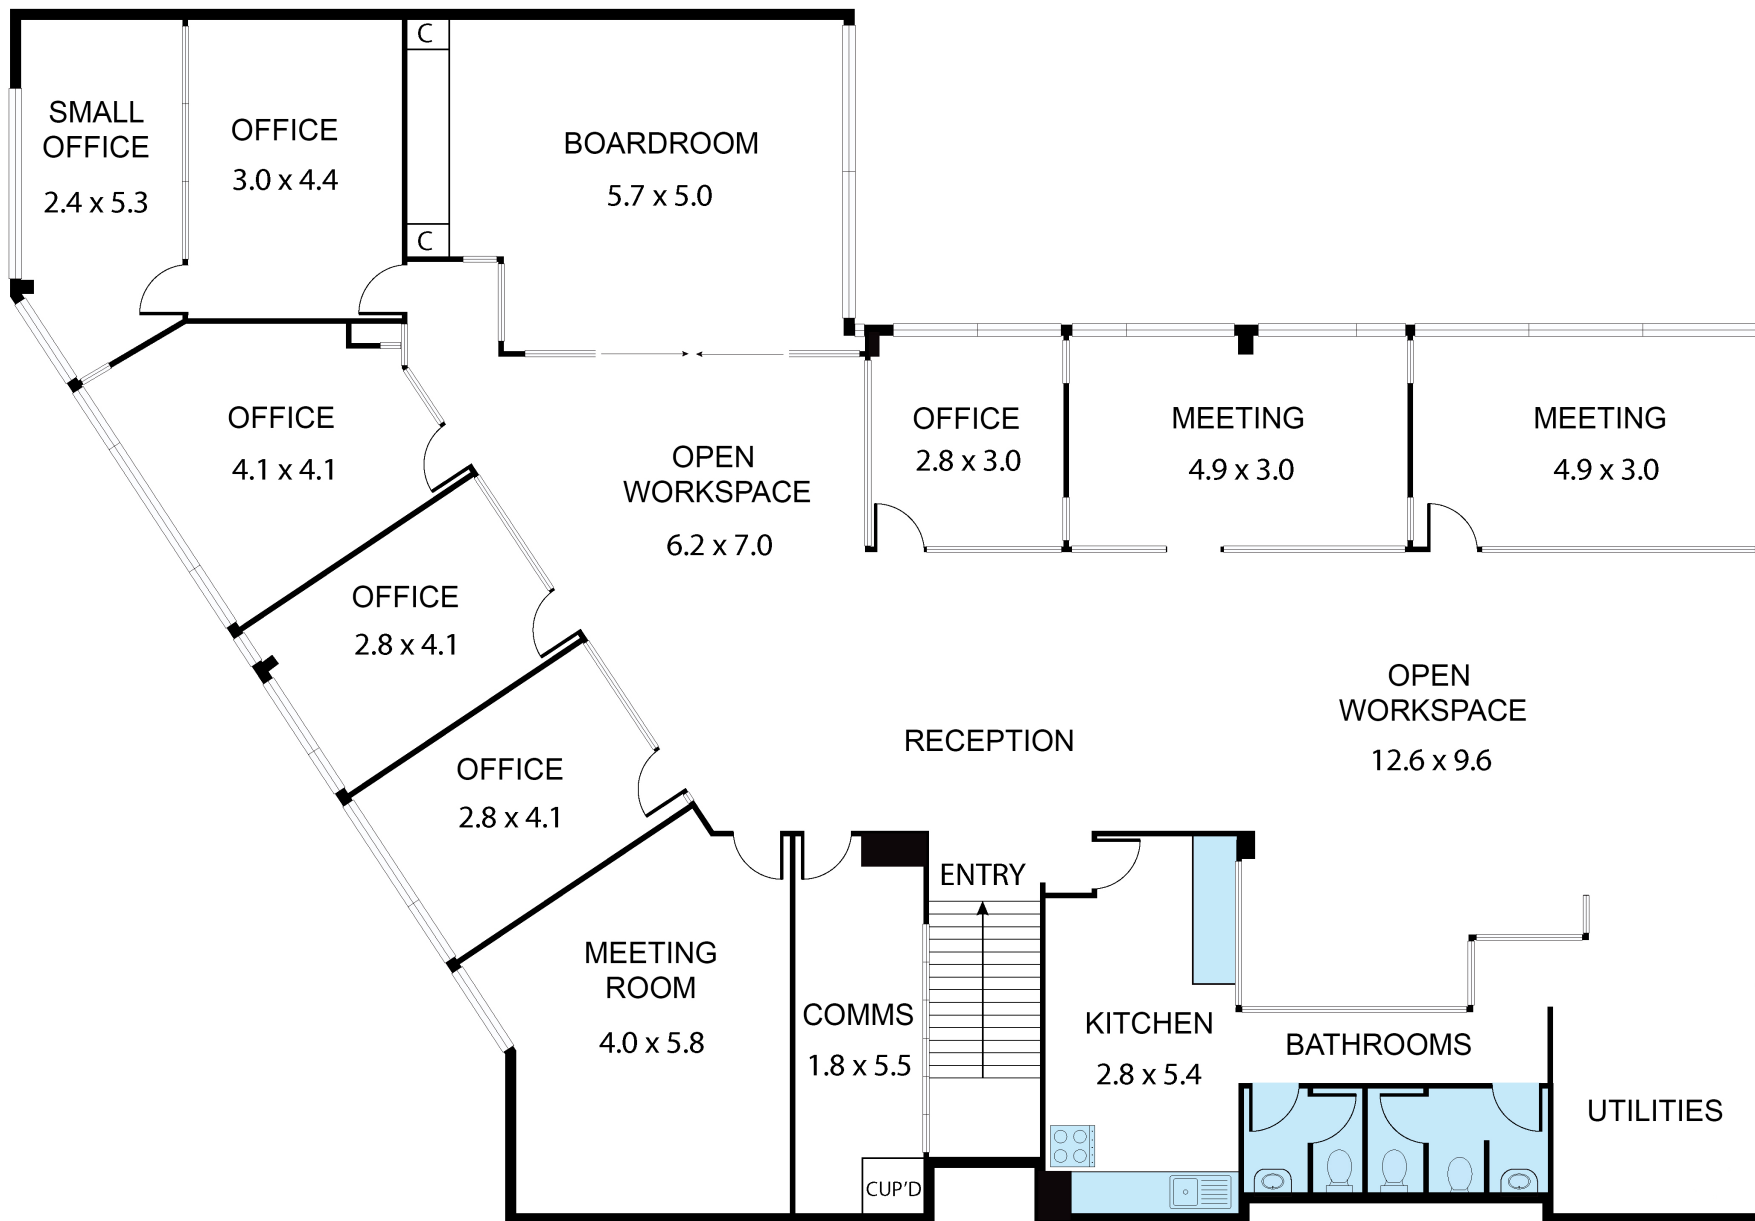 C
SMALL
OFFICE
2.4 x 5.3
OFFICE
3.0 x 4.4
BOARDROOM
5.7 x 5.0
C
OFFICE
4.1 x 4.1
OPEN
WORKSPACE
6.2 x 7.0
OFFICE
2.8 x 3.0
MEETING
4.9 x 3.0
MEETING
4.9 x 3.0
OFFICE
2.8 x 4.1
OFFICE
2.8 x 4.1
RECEPTION
OPEN
WORKSPACE
12.6 x 9.6
ENTRY
MEETING
ROOM
4.0 x 5.8
COMMS
1.8 x 5.5
KITCHEN
2.8 x 5.4
BATHROOMS
UTILITIES
CUP'D